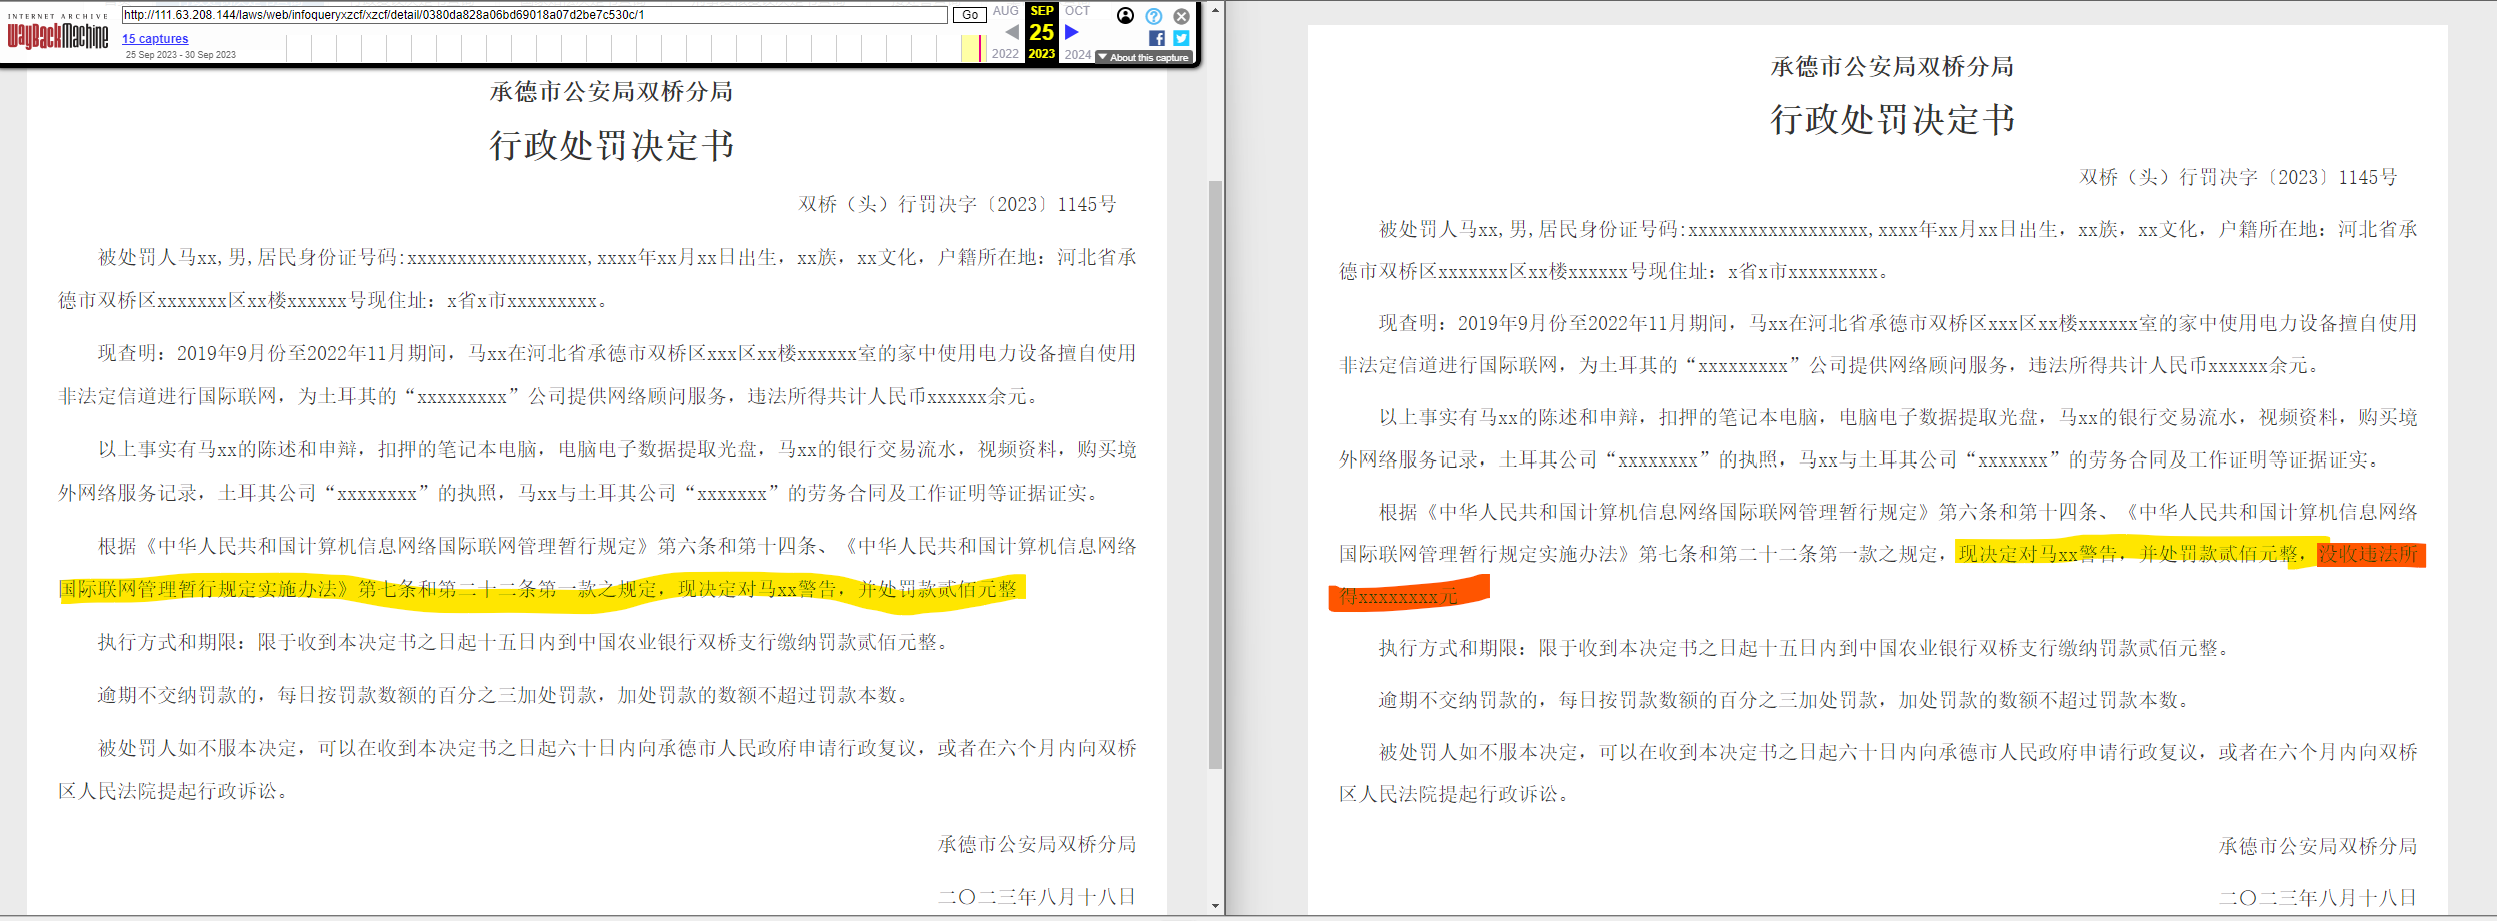 INTERNET ARCHIVE
WayBackMachine
http://111.63.208.144/laws/web/infoqueryxzcf/xzcf/detail/0380da828a06bd69018a07d2be7c530c/1
Go
15 captures
25 Sep 2023 - 30 Sep 2023
AUG SEP OCT
25
2022 2023 2024
About this capture
承德市公安局双桥分局
行政处罚决定书
双桥（头）行罚决字〔2023〕1145号
被处罚人马xx,男,居民身份证号码:xxxxxxxxxxxxxxxxxx,xxxx年xx月xx日出生，xx族，xx文化，户籍所在地：河北省承
德市双桥区xxxxxxx区xx楼xxxxxx号现住址：x省x市xxxxxxxxx。
现查明：2019年9月份至2022年11月期间，马xx在河北省承德市双桥区xxx区xx楼xxxxxx室的家中使用电力设备擅自使用
非法定信道进行国际联网，为土耳其的“xxxxxxxxx”公司提供网络顾问服务，违法所得共计人民币xxxxxx余元。
以上事实有马xx的陈述和申辩，扣押的笔记本电脑，电脑电子数据提取光盘，马xx的银行交易流水，视频资料，购买境
外网络服务记录，土耳其公司“xxxxxxxx”的执照，马xx与土耳其公司“xxxxxxx”的劳务合同及工作证明等证据证实。
根据《中华人民共和国计算机信息网络国际联网管理暂行规定》第六条和第十四条、《中华人民共和国计算机信息网络
国际联网管理暂行规定实施办法》第七条和第二十二条第一款之规定，现决定对马xx警告，并处罚款贰佰元整
执行方式和期限：限于收到本决定书之日起十五日内到中国农业银行双桥支行缴纳罚款贰佰元整。
逾期不交纳罚款的，每日按罚款数额的百分之三加处罚款，加处罚款的数额不超过罚款本数。
被处罚人如不服本决定，可以在收到本决定书之日起六十日内向承德市人民政府申请行政复议，或者在六个月内向双桥
区人民法院提起行政诉讼。
承德市公安局双桥分局
二〇二三年八月十八日
承德市公安局双桥分局
行政处罚决定书
双桥（头）行罚决字〔2023〕1145号
被处罚人马xx,男,居民身份证号码:xxxxxxxxxxxxxxxxxx,xxxx年xx月xx日出生，xx族，xx文化，户籍所在地：河北省承
德市双桥区xxxxxxx区xx楼xxxxxx号现住址：x省x市xxxxxxxxx。
现查明：2019年9月份至2022年11月期间，马xx在河北省承德市双桥区xxx区xx楼xxxxxx室的家中使用电力设备擅自使用
非法定信道进行国际联网，为土耳其的“xxxxxxxxx”公司提供网络顾问服务，违法所得共计人民币xxxxxx余元。
以上事实有马xx的陈述和申辩，扣押的笔记本电脑，电脑电子数据提取光盘，马xx的银行交易流水，视频资料，购买境
外网络服务记录，土耳其公司“xxxxxxxx”的执照，马xx与土耳其公司“xxxxxxx”的劳务合同及工作证明等证据证实。
根据《中华人民共和国计算机信息网络国际联网管理暂行规定》第六条和第十四条、《中华人民共和国计算机信息网络
国际联网管理暂行规定实施办法》第七条和第二十二条第一款之规定，现决定对马xx警告，并处罚款贰佰元整，没收违法所
得xxxxxxxx元
执行方式和期限：限于收到本决定书之日起十五日内到中国农业银行双桥支行缴纳罚款贰佰元整。
逾期不交纳罚款的，每日按罚款数额的百分之三加处罚款，加处罚款的数额不超过罚款本数。
被处罚人如不服本决定，可以在收到本决定书之日起六十日内向承德市人民政府申请行政复议，或者在六个月内向双桥
区人民法院提起行政诉讼。
承德市公安局双桥分局
二〇二三年八月十八日